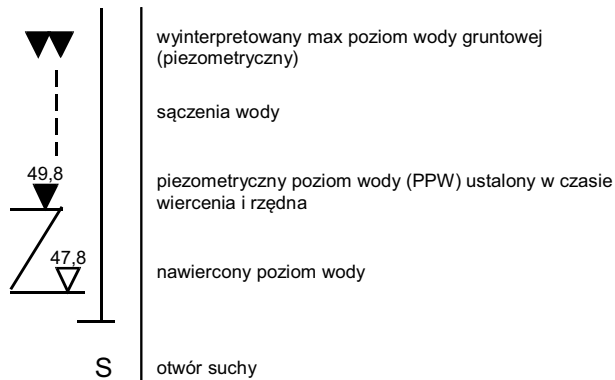 wyinterpretowany max poziom wody gruntowej
(piezometryczny)
sączenia wody
49,8
piezometryczny poziom wody (PPW) ustalony w czasie
wiercenia i rzędna
47,8
nawiercony poziom wody
S
otwór suchy